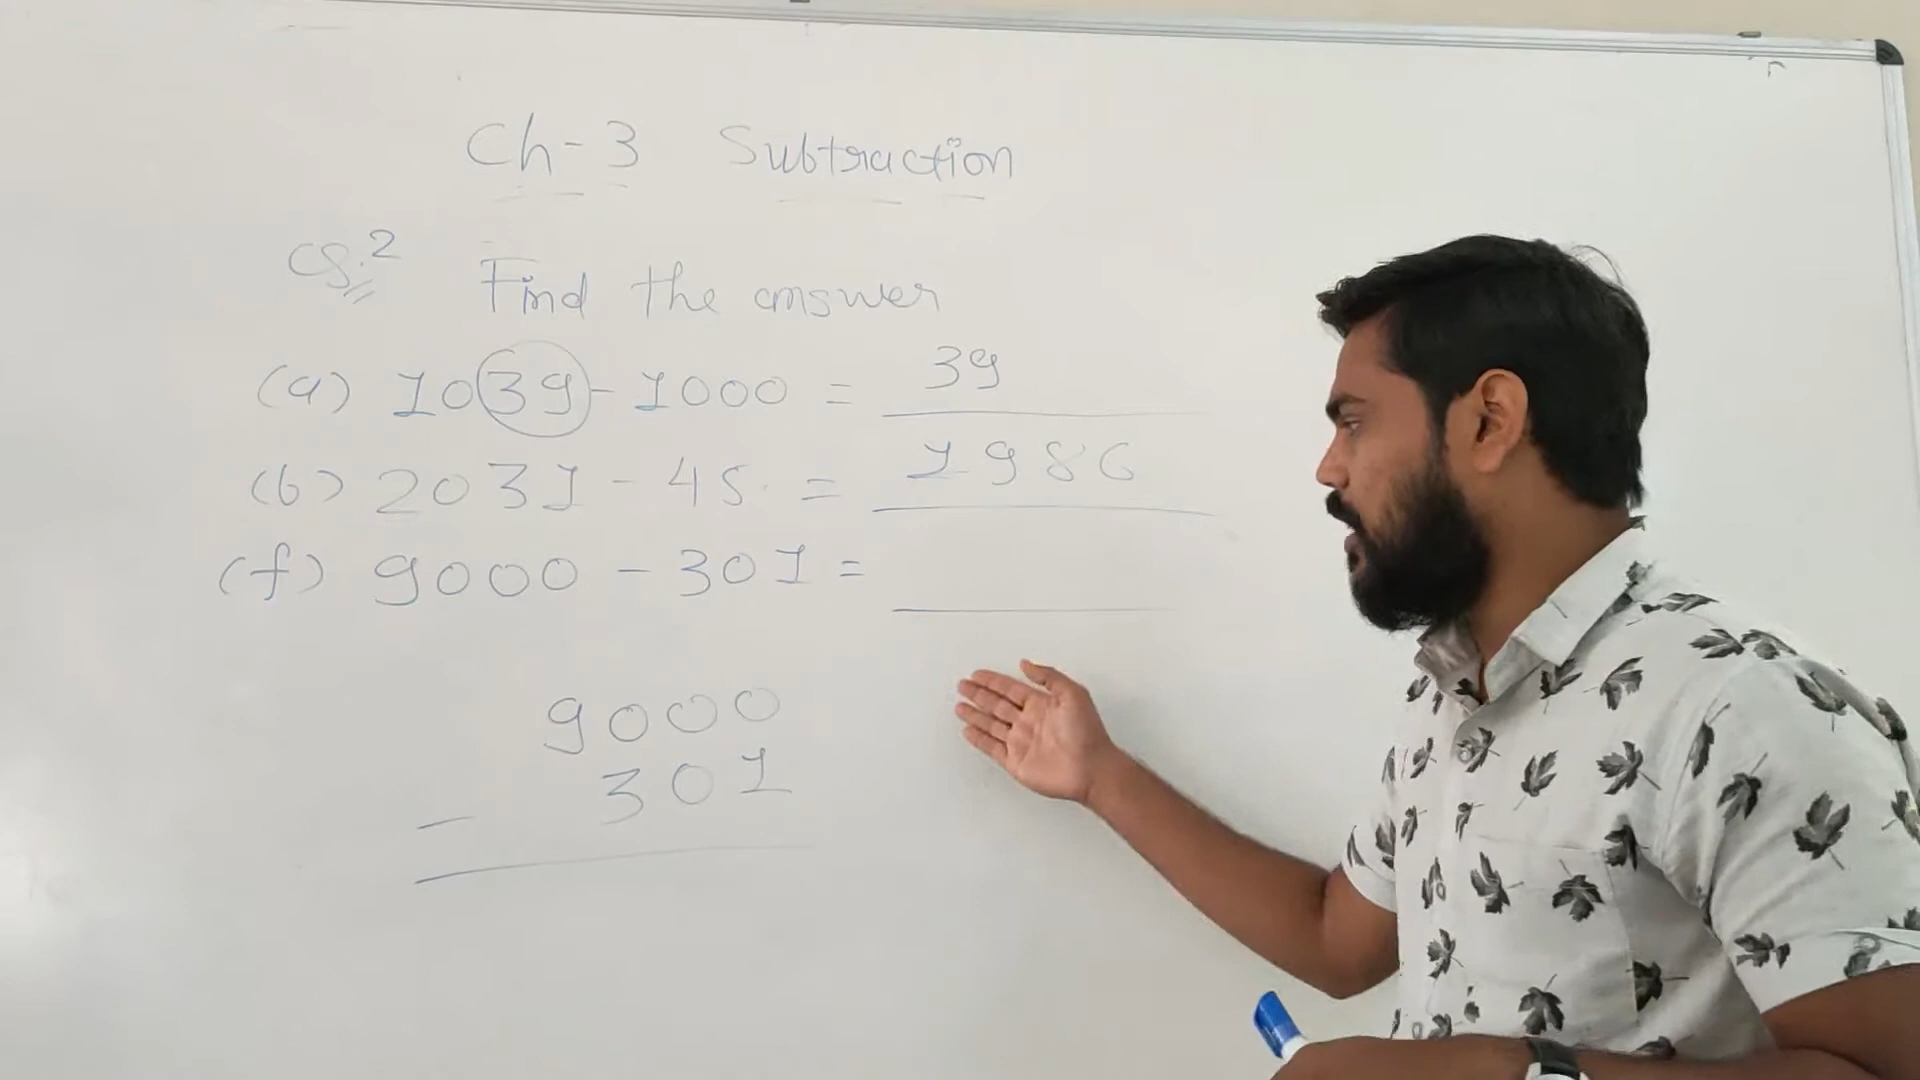 Ch-3 Subtraction
Q.2 Find the answer
(a) 1039 - 1000 = 39
(b) 2031 - 45 = 1986
(f) 9000 - 301 =
9000
- 301